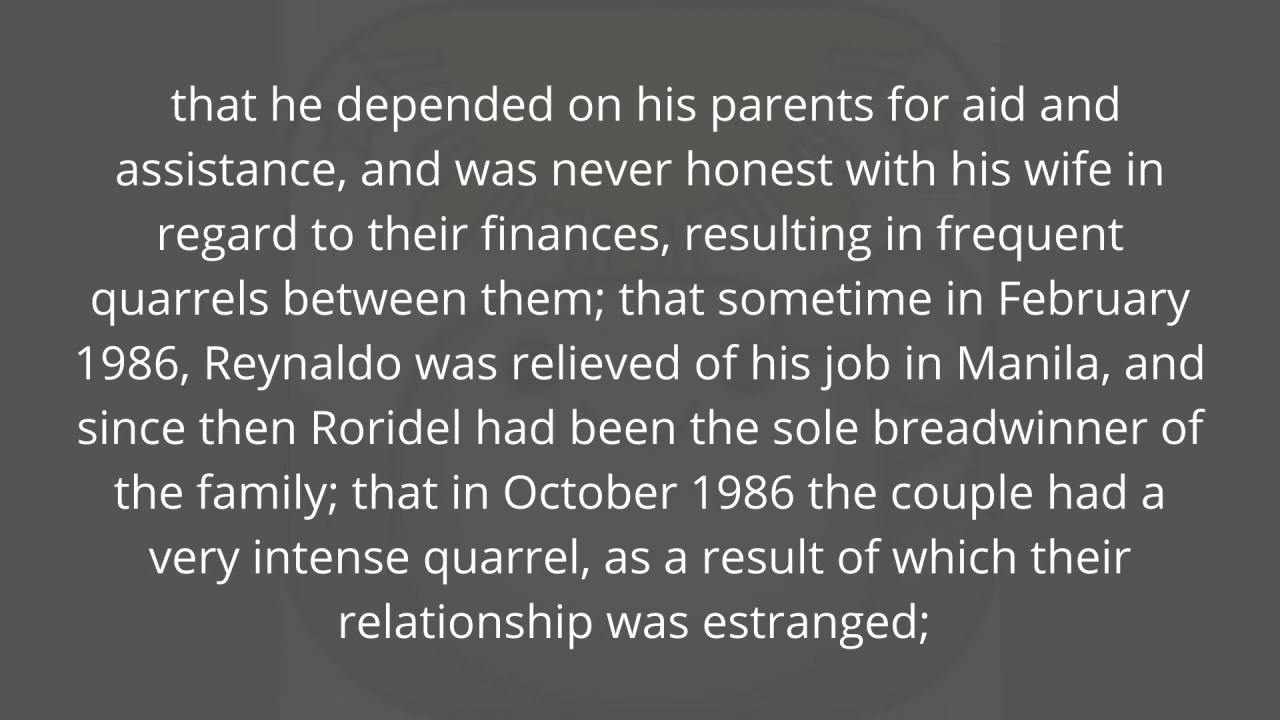 that he depended on his parents for aid and
assistance, and was never honest with his wife in
regard to their finances, resulting in frequent
quarrels between them; that sometime in February
1986, Reynaldo was relieved of his job in Manila, and
since then Roridel had been the sole breadwinner of
the family; that in October 1986 the couple had a
very intense quarrel, as a result of which their
relationship was estranged;